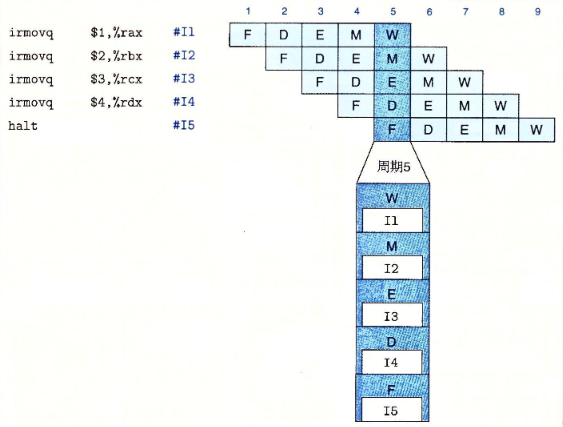 1 2 3 4 5 6 7 8 9
irmovq $1,%rax #I1 F D E M W
irmovq $2,%rbx #I2 F D E M W
irmovq $3,%rcx #I3 F D E M W
irmovq $4,%rdx #I4 F D E M W
halt #I5 F D E M W
周期5
W
I1
M
I2
E
I3
D
I4
F
I5